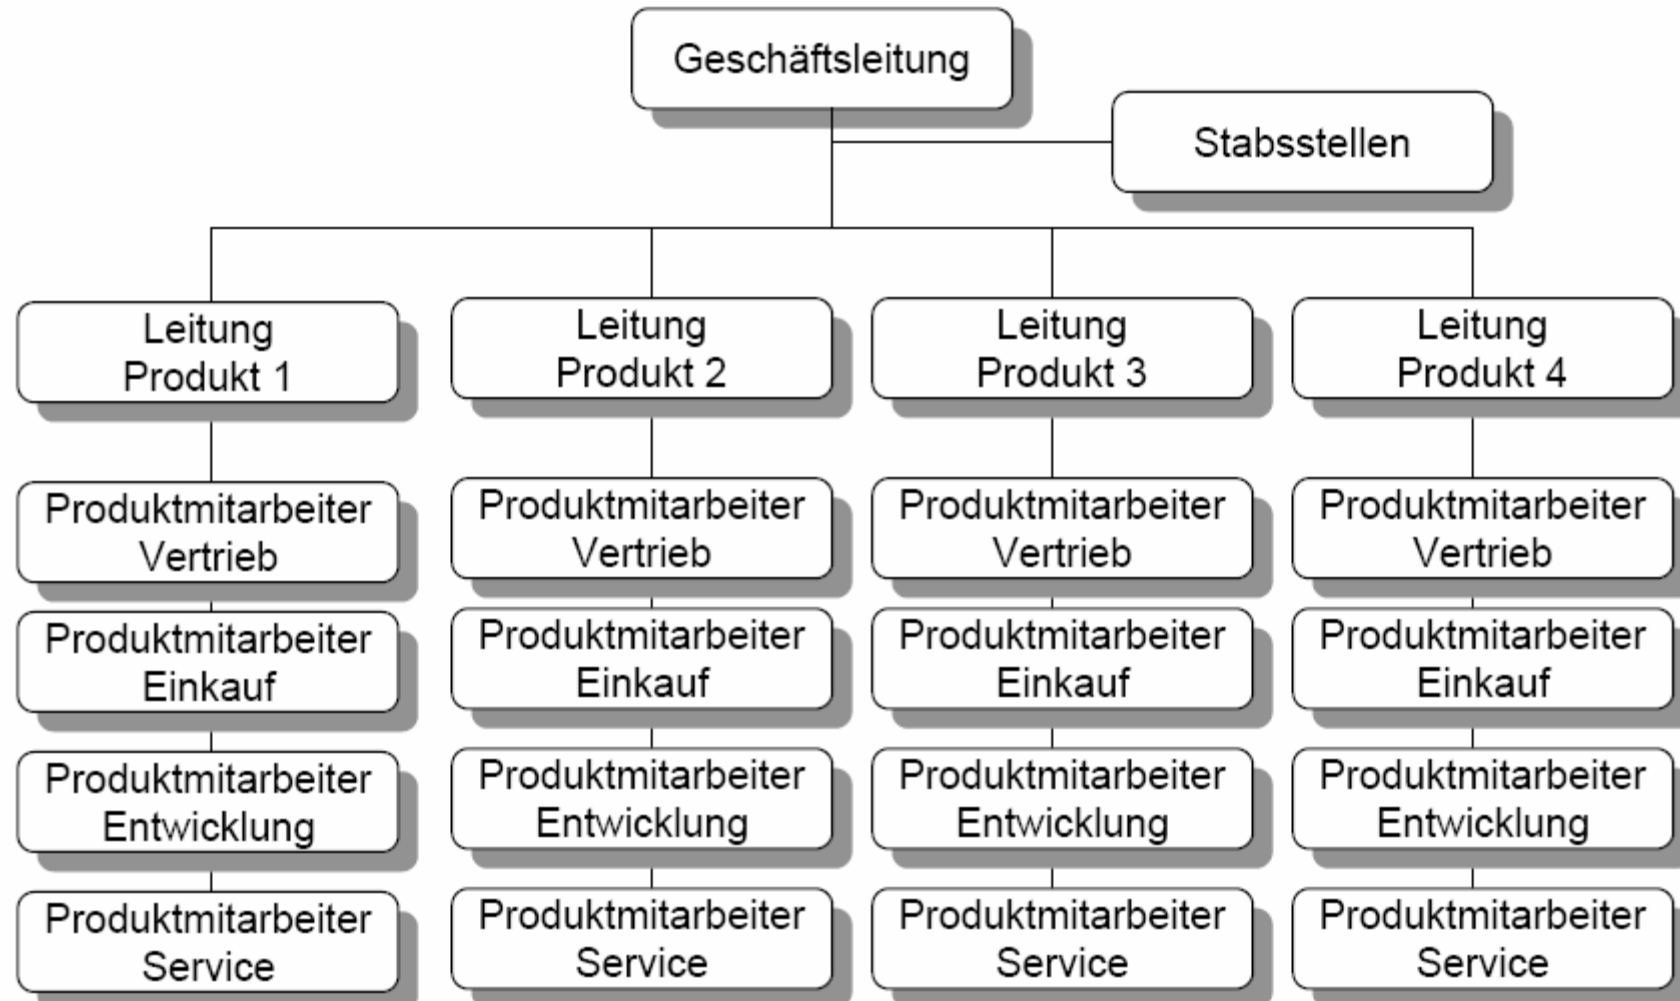 Geschäftsleitung
Stabsstellen
Leitung
Produkt 1
Leitung
Produkt 2
Leitung
Produkt 3
Leitung
Produkt 4
Produktmitarbeiter
Vertrieb
Produktmitarbeiter
Vertrieb
Produktmitarbeiter
Vertrieb
Produktmitarbeiter
Vertrieb
Produktmitarbeiter
Einkauf
Produktmitarbeiter
Einkauf
Produktmitarbeiter
Einkauf
Produktmitarbeiter
Einkauf
Produktmitarbeiter
Entwicklung
Produktmitarbeiter
Entwicklung
Produktmitarbeiter
Entwicklung
Produktmitarbeiter
Entwicklung
Produktmitarbeiter
Service
Produktmitarbeiter
Service
Produktmitarbeiter
Service
Produktmitarbeiter
Service